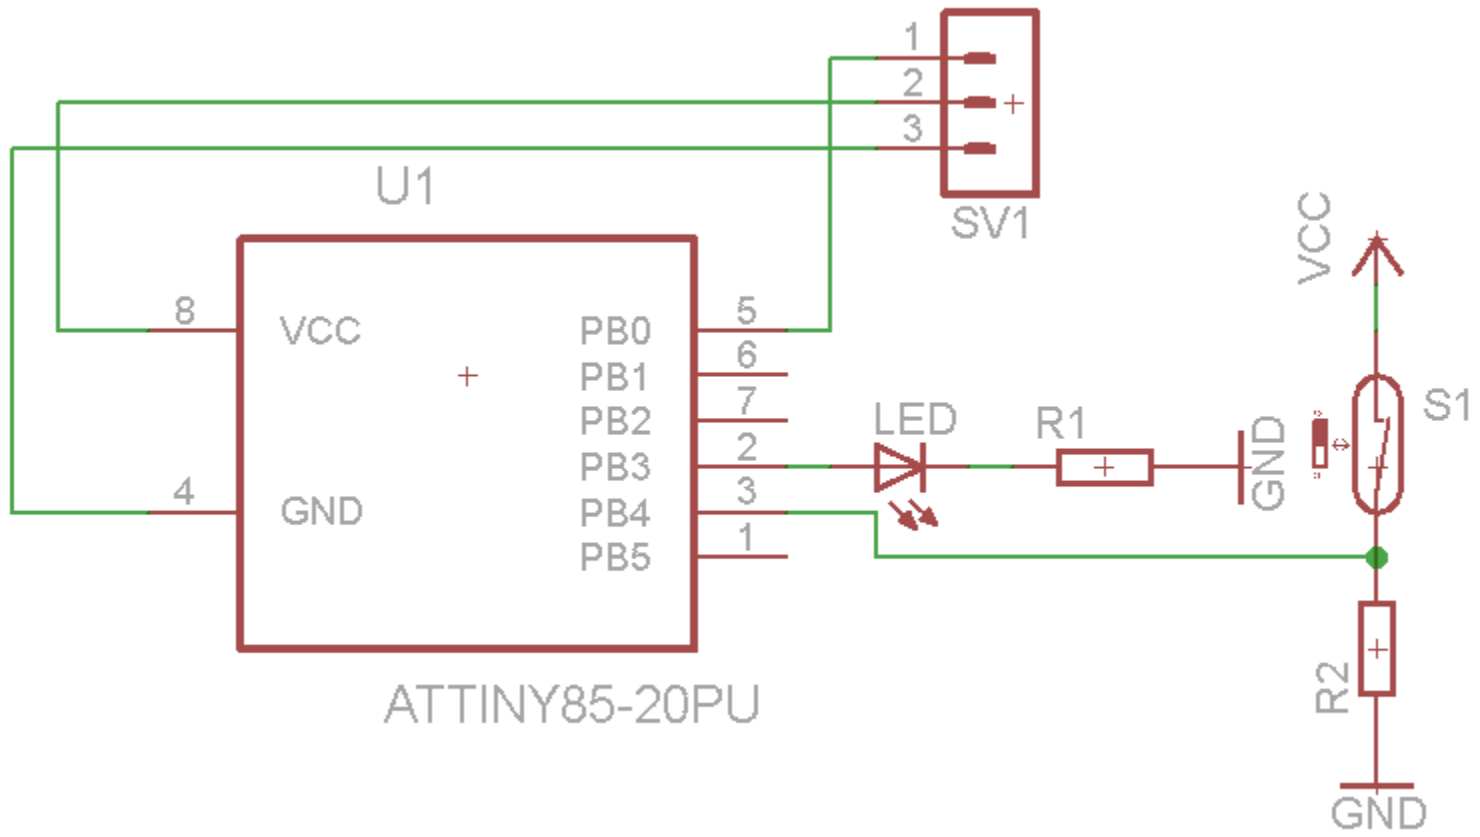 1
2
3
SV1
U1
VCC
8 VCC PB0 5
PB1 6
PB2 7
PB3 2 LED R1 GND S1
4 GND PB4 3
PB5 1
R2
ATTINY85-20PU
GND